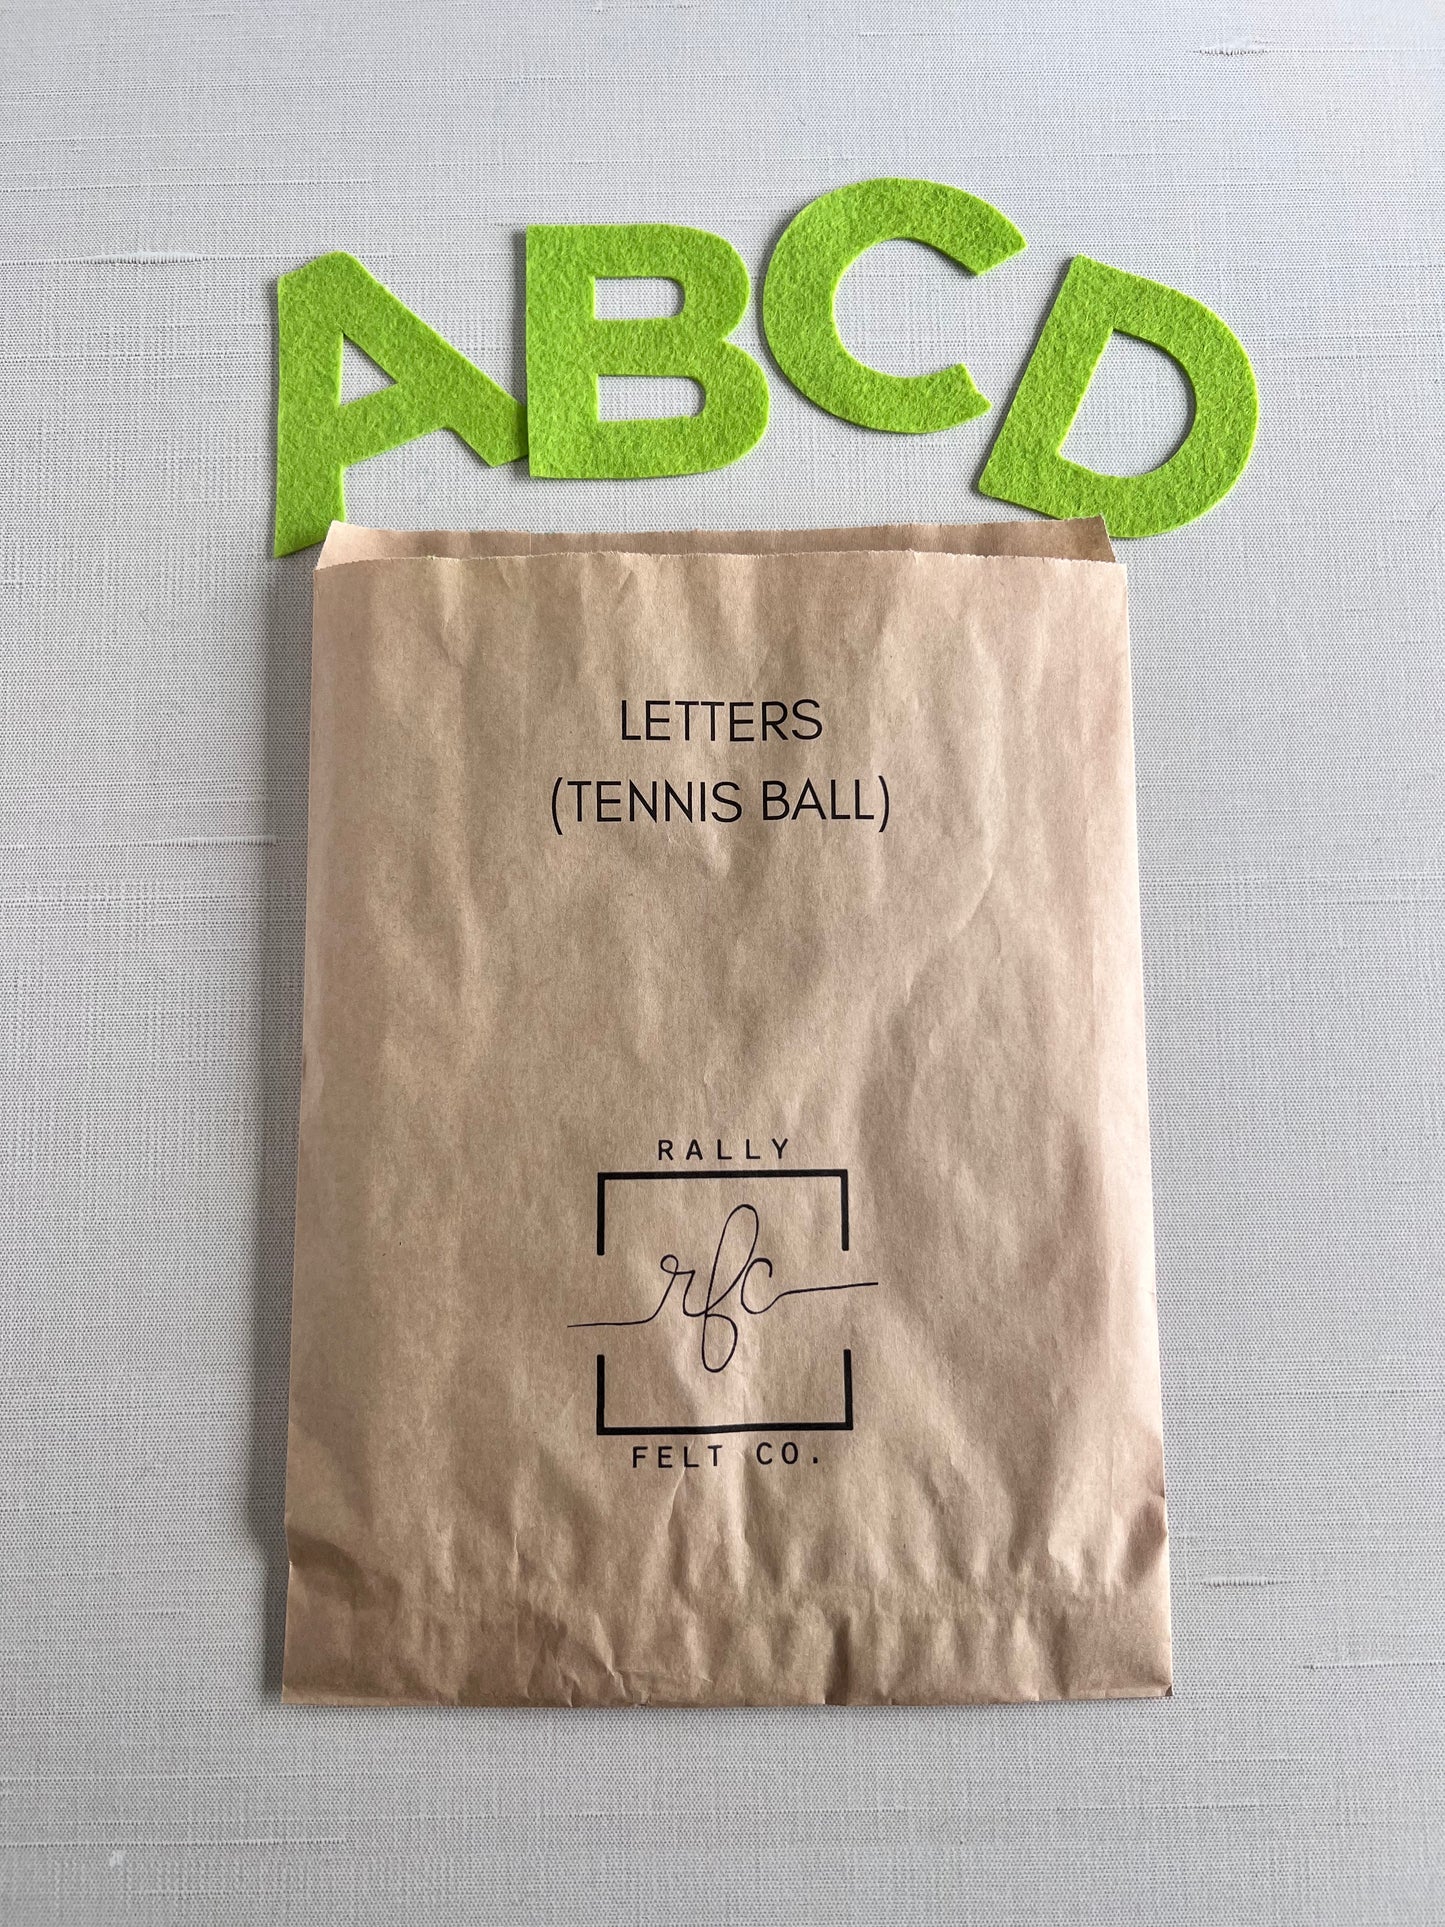 ABCD
LETTERS
(TENNIS BALL)
RALLY
rfc
FELT CO.